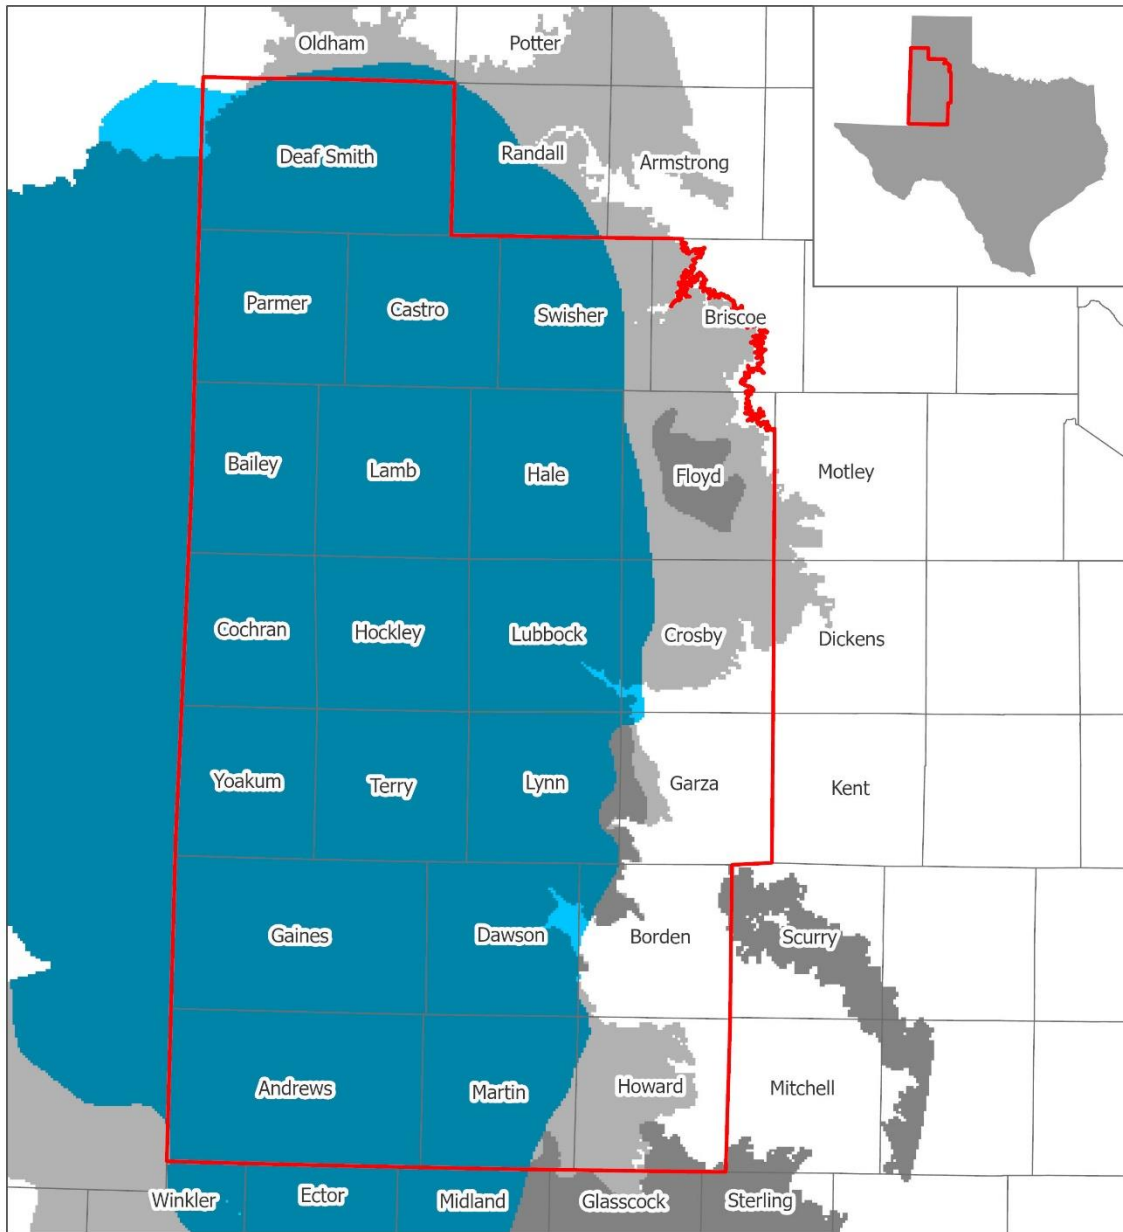 Oldham
Potter
Deaf Smith
Randall
Armstrong
Parmer
Castro
Swisher
Briscoe
Bailey
Lamb
Hale
Floyd
Motley
Cochran
Hockley
Lubbock
Crosby
Dickens
Yoakum
Terry
Lynn
Garza
Kent
Gaines
Dawson
Borden
Scurry
Andrews
Martin
Howard
Mitchell
Winkler
Ector
Midland
Glasscock
Sterling